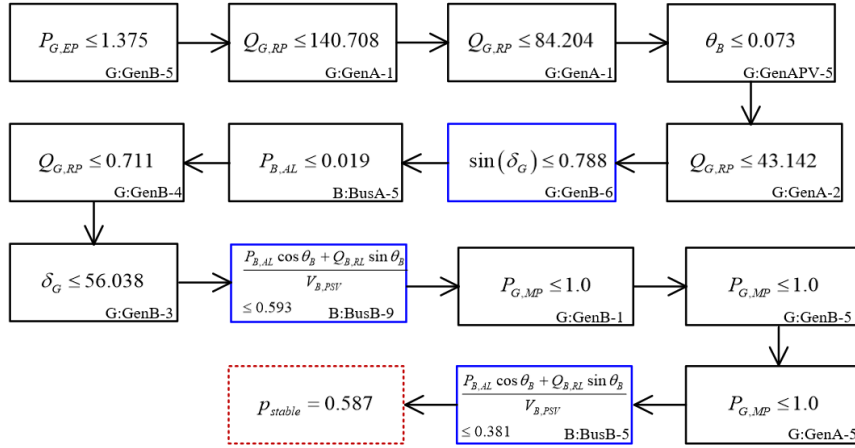 P_{G,EP} ≤ 1.375
G:GenB-5
Q_{G,RP} ≤ 140.708
G:GenA-1
Q_{G,RP} ≤ 84.204
G:GenA-1
θ_B ≤ 0.073
G:GenAPV-5
Q_{G,RP} ≤ 43.142
G:GenA-2
sin(δ_G) ≤ 0.788
G:GenB-6
P_{B,AL} ≤ 0.019
B:BusA-5
Q_{G,RP} ≤ 0.711
G:GenB-4
δ_G ≤ 56.038
G:GenB-3
P_{B,AL} cos θ_B + Q_{B,RL} sin θ_B
V_{B,PSV}
≤ 0.593
B:BusB-9
P_{G,MP} ≤ 1.0
G:GenB-1
P_{G,MP} ≤ 1.0
G:GenB-5
P_{G,MP} ≤ 1.0
G:GenA-5
P_{B,AL} cos θ_B + Q_{B,RL} sin θ_B
V_{B,PSV}
≤ 0.381
B:BusB-5
p_{stable} = 0.587